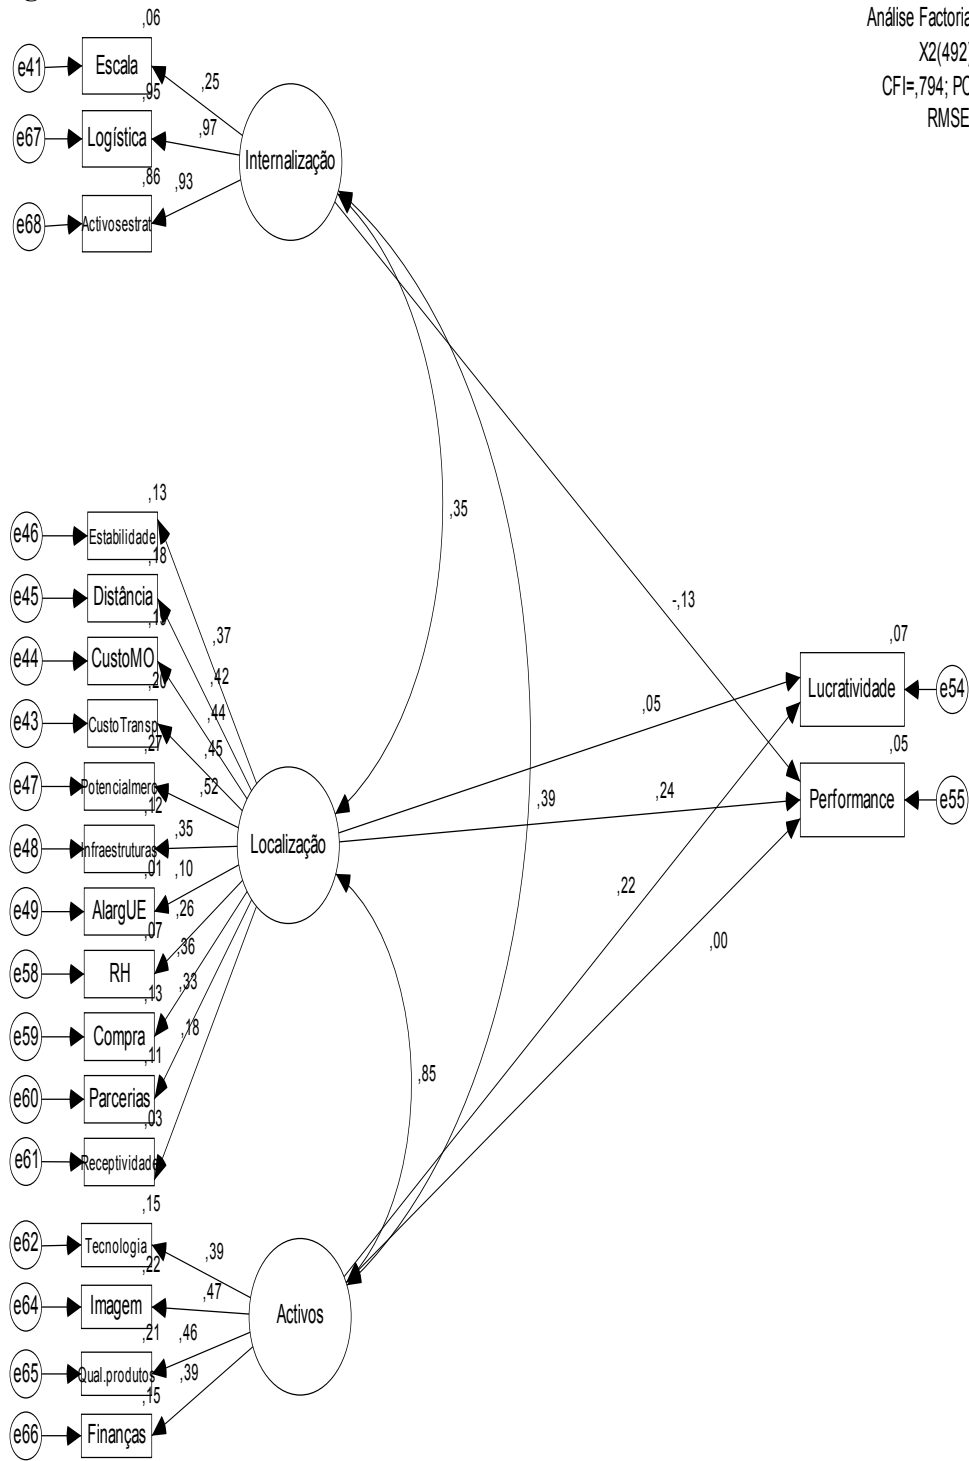 Análise Factoria
X2(492)
CFI=,794; PC
RMSE
,06
e41
Escala
,25
,95
e67
Logística
,97
,86
e68
Activosestrat
,93
Internalização
,35
,13
e46
Estabilidade
,37
,18
e45
Distância
,42
e44
CustoMO
,44
,20
e43
CustoTransp
,45
,27
e47
Potencialmerc
,52
,12
e48
Infraestruturas
,35
,01
e49
AlargUE
,10
,07
e58
RH
,26
,13
e59
Compra
,36
,11
e60
Parcerias
,33
,03
e61
Receptividade
,18
Localização
-,13
,07
Lucratividade
e54
,05
,05
Performance
e55
,39
,24
,22
,00
,85
,15
e62
Tecnologia
,39
,22
e64
Imagem
,47
,21
e65
Qual.produtos
,46
,15
e66
Finanças
,39
Activos